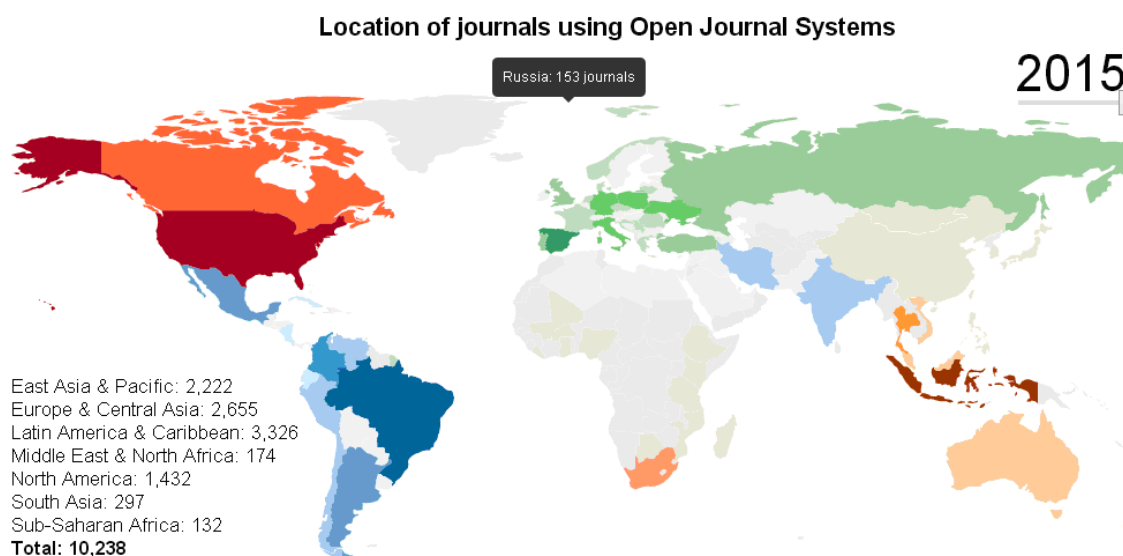 Location of journals using Open Journal Systems
Russia: 153 journals
2015
East Asia & Pacific: 2,222
Europe & Central Asia: 2,655
Latin America & Caribbean: 3,326
Middle East & North Africa: 174
North America: 1,432
South Asia: 297
Sub-Saharan Africa: 132
Total: 10,238